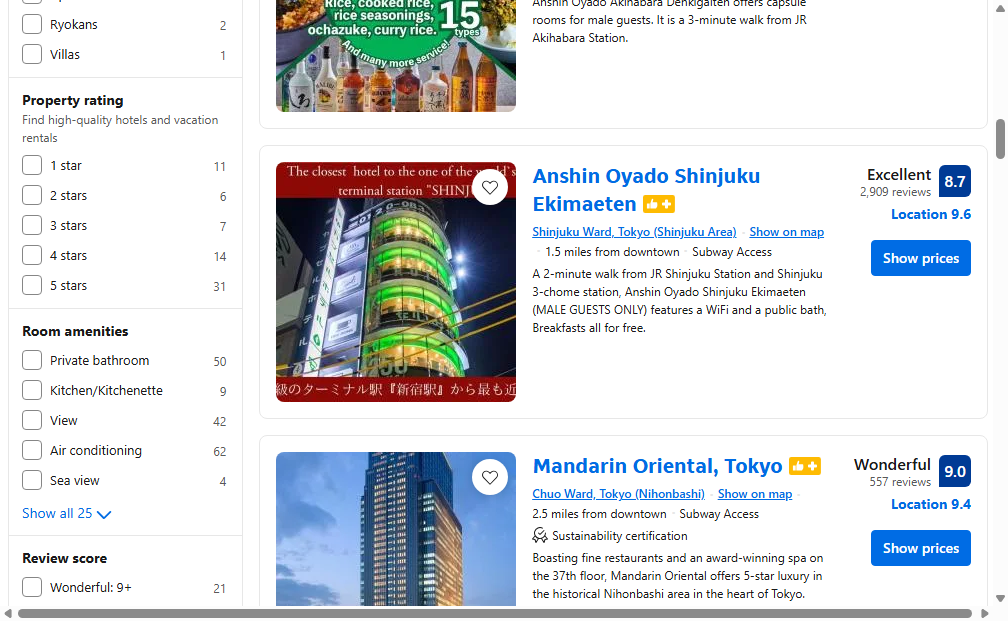 Ryokans 2
Villas 1
Property rating
Find high-quality hotels and vacation
rentals
1 star 11
2 stars 6
3 stars 7
4 stars 14
5 stars 31
Room amenities
Private bathroom 50
Kitchen/Kitchenette 9
View 42
Air conditioning 62
Sea view 4
Show all 25
Review score
Wonderful: 9+ 21
Rice, cooked rice,
rice seasonings,
ochazuke, curry rice.
15
types
And many more service!
Anshin Oyado Akihabara Denkigaiten offers capsule
rooms for male guests. It is a 3-minute walk from JR
Akihabara Station.
The closest hotel to the one of the
terminal station "SHINJ
級のターミナル駅『新宿駅』から最も近
Anshin Oyado Shinjuku
Ekimaeten
Shinjuku Ward, Tokyo (Shinjuku Area) · Show on map
· 1.5 miles from downtown · Subway Access
A 2-minute walk from JR Shinjuku Station and Shinjuku
3-chome station, Anshin Oyado Shinjuku Ekimaeten
(MALE GUESTS ONLY) features a WiFi and a public bath,
Breakfasts all for free.
Excellent 8.7
2,909 reviews
Location 9.6
Show prices
Mandarin Oriental, Tokyo
Chuo Ward, Tokyo (Nihonbashi) · Show on map ·
2.5 miles from downtown · Subway Access
Sustainability certification
Boasting fine restaurants and an award-winning spa on
the 37th floor, Mandarin Oriental offers 5-star luxury in
the historical Nihonbashi area in the heart of Tokyo.
Wonderful 9.0
557 reviews
Location 9.4
Show prices